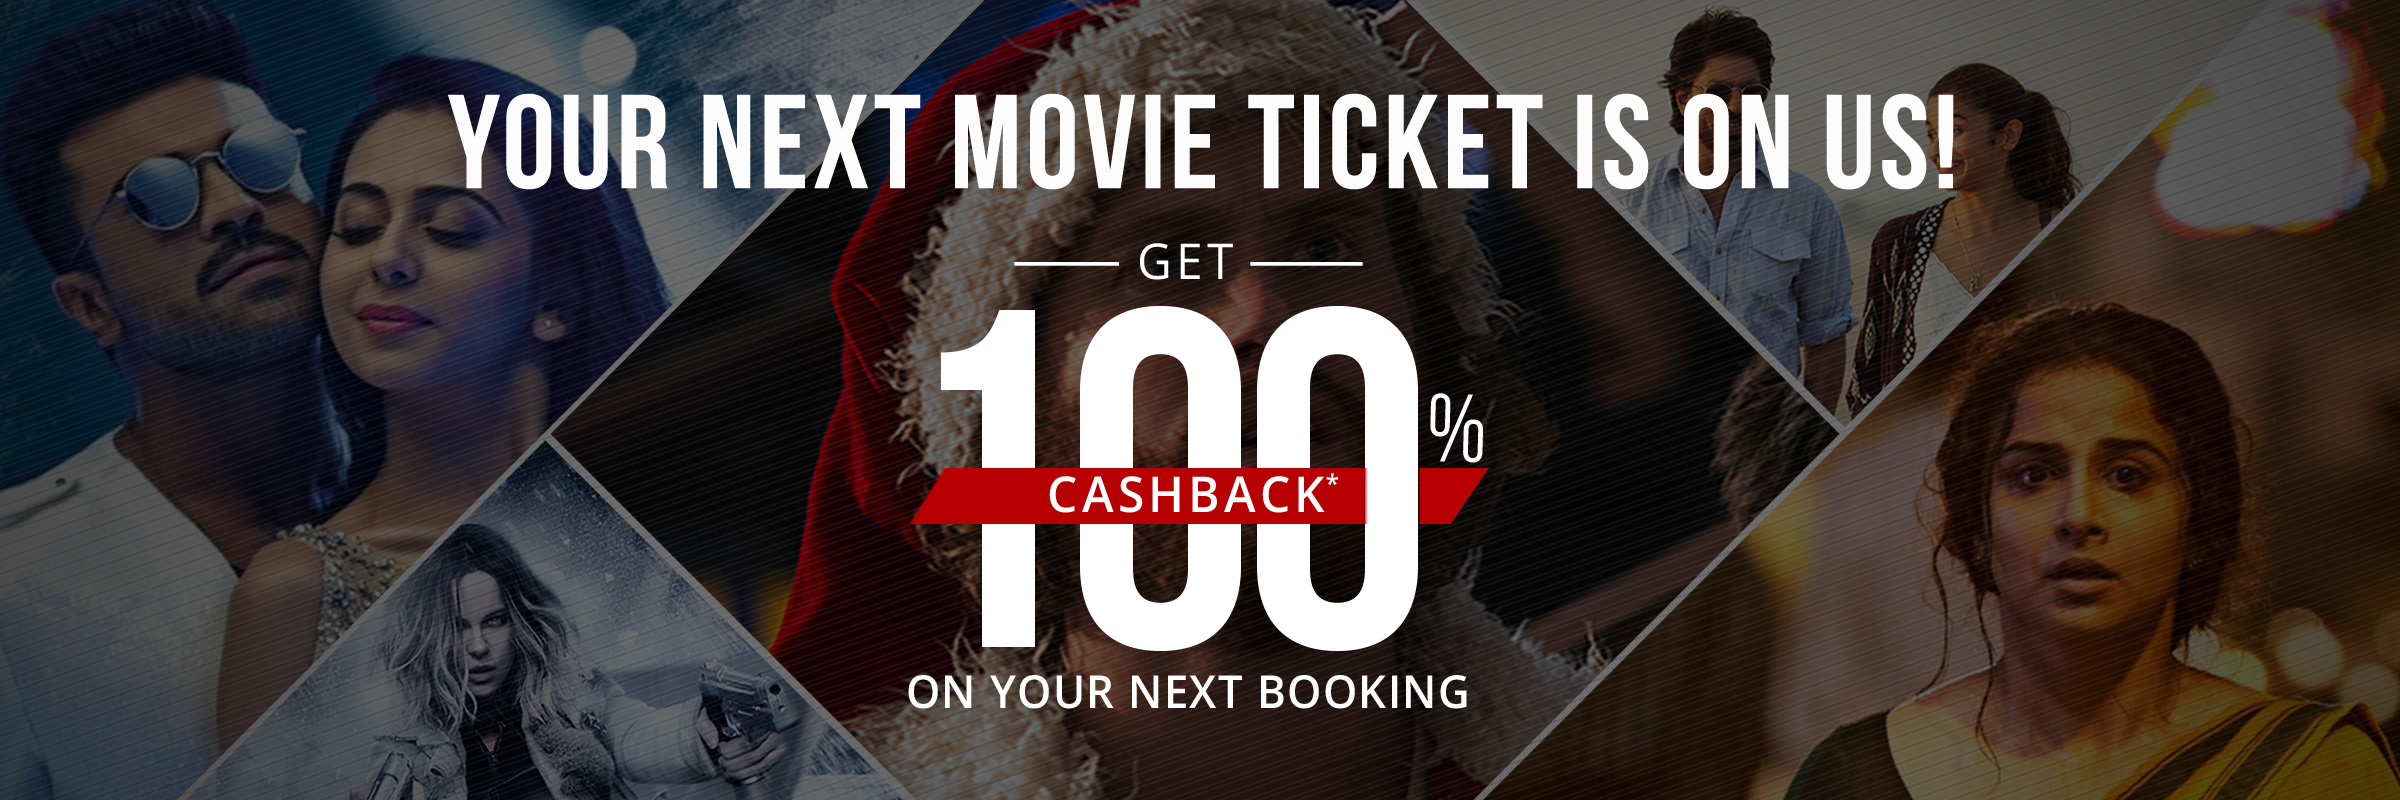 YOUR NEXT MOVIE TICKET IS ON US!
GET
100%
CASHBACK*
ON YOUR NEXT BOOKING